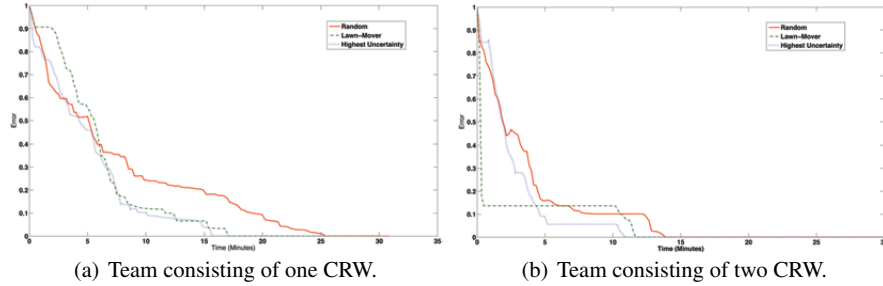 1
0.9
0.8
0.7
0.6
0.5
0.4
0.3
0.2
0.1
0
Error
Random
Lawn-Mover
Highest Uncertainty
0 5 10 15 20 25 30 35
Time (Minutes)
(a) Team consisting of one CRW.
1
0.9
0.8
0.7
0.6
0.5
0.4
0.3
0.2
0.1
0
Error
Random
Lawn-Mover
Highest Uncertainty
0 5 10 15 20 25 30
Time (Minutes)
(b) Team consisting of two CRW.